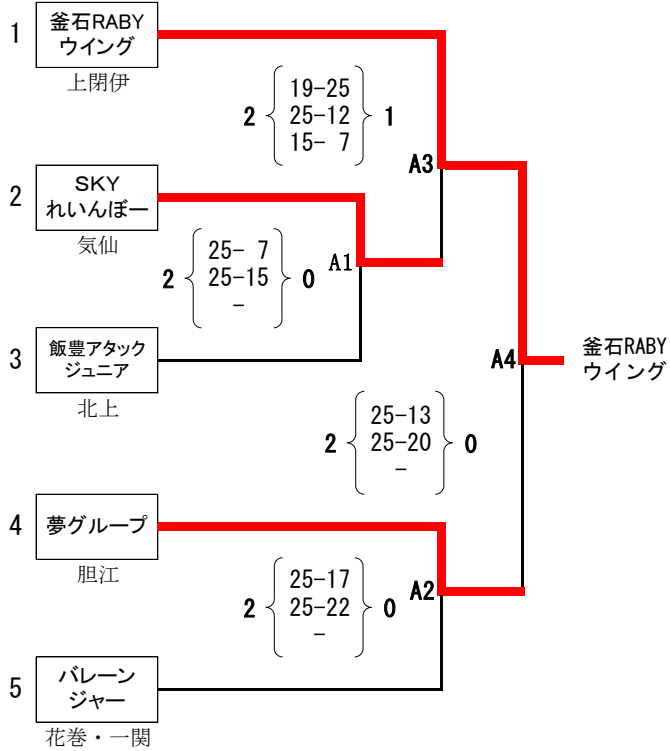 1
釜石RABY
ウイング
上閉伊
19-25
2 25-12 1
15- 7
A3
2
SKY
れいんぼー
気仙
25- 7
2 25-15 0
-
A1
3
飯豊アタック
ジュニア
北上
A4
釜石RABY
ウイング
25-13
2 25-20 0
-
4
夢グループ
胆江
25-17
2 25-22 0
-
A2
5
バレーン
ジャー
花巻・一関